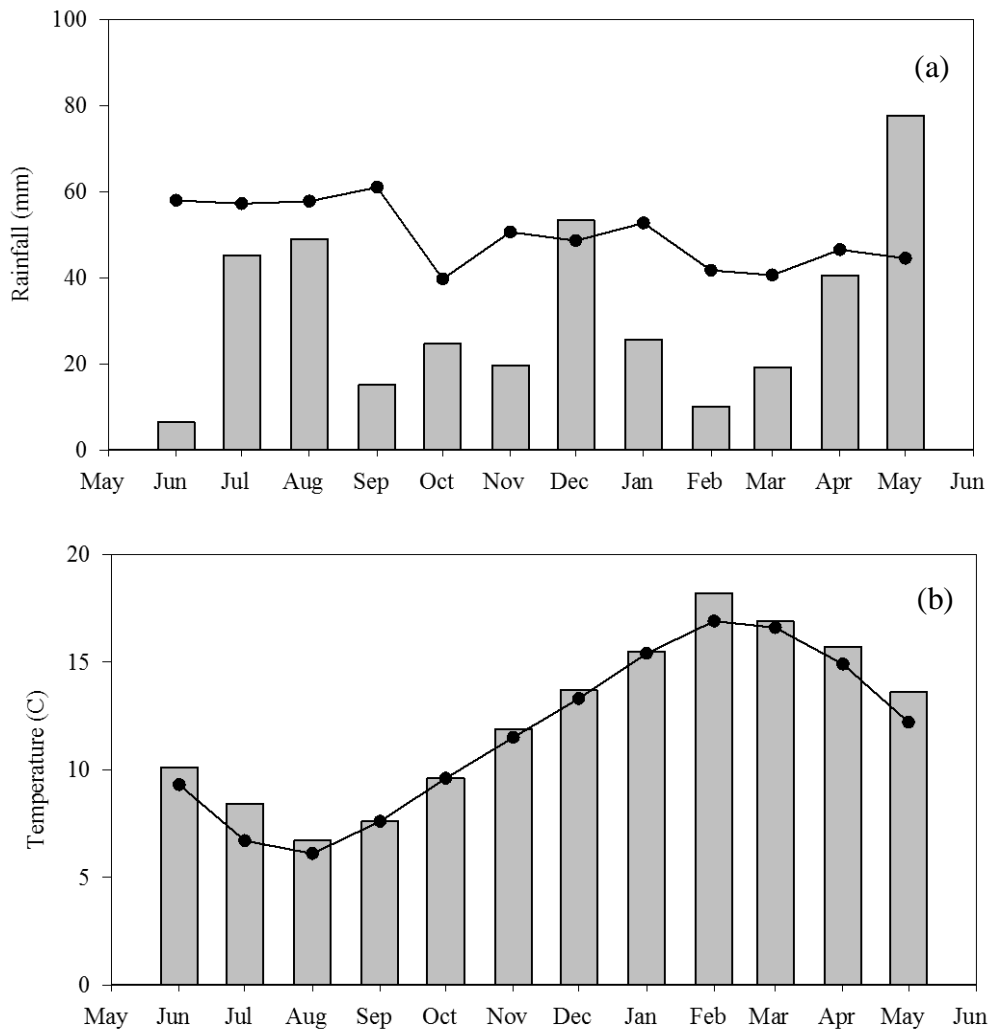 100
(a)
80
60
40
20
0
Rainfall (mm)
May Jun Jul Aug Sep Oct Nov Dec Jan Feb Mar Apr May Jun
20
(b)
15
10
5
0
Temperature (C)
May Jun Jul Aug Sep Oct Nov Dec Jan Feb Mar Apr May Jun